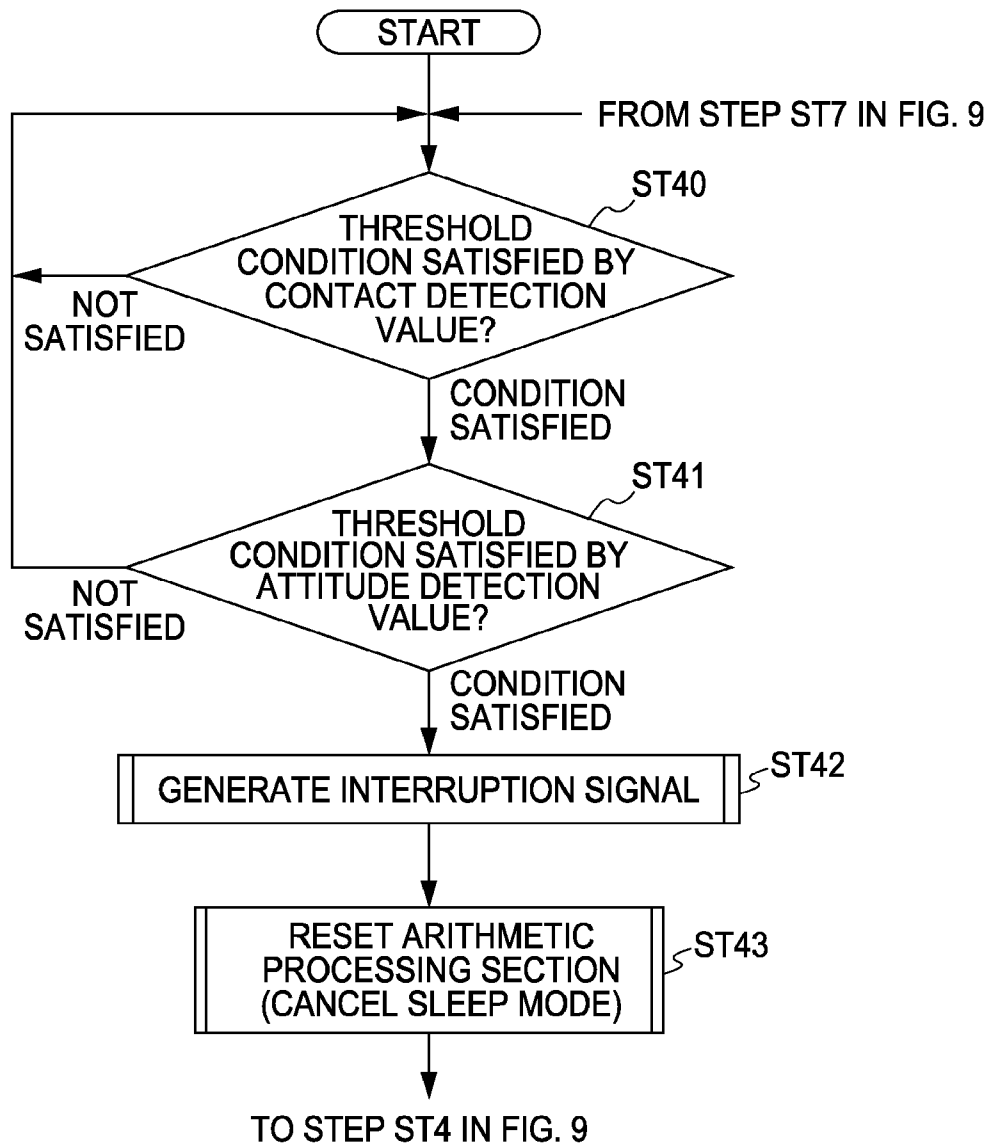 START
FROM STEP ST7 IN FIG. 9
ST40
THRESHOLD
CONDITION SATISFIED BY
CONTACT DETECTION
VALUE?
NOT
SATISFIED
CONDITION
SATISFIED
ST41
THRESHOLD
CONDITION SATISFIED BY
ATTITUDE DETECTION
VALUE?
NOT
SATISFIED
CONDITION
SATISFIED
GENERATE INTERRUPTION SIGNAL
ST42
RESET ARITHMETIC
PROCESSING SECTION
(CANCEL SLEEP MODE)
ST43
TO STEP ST4 IN FIG. 9